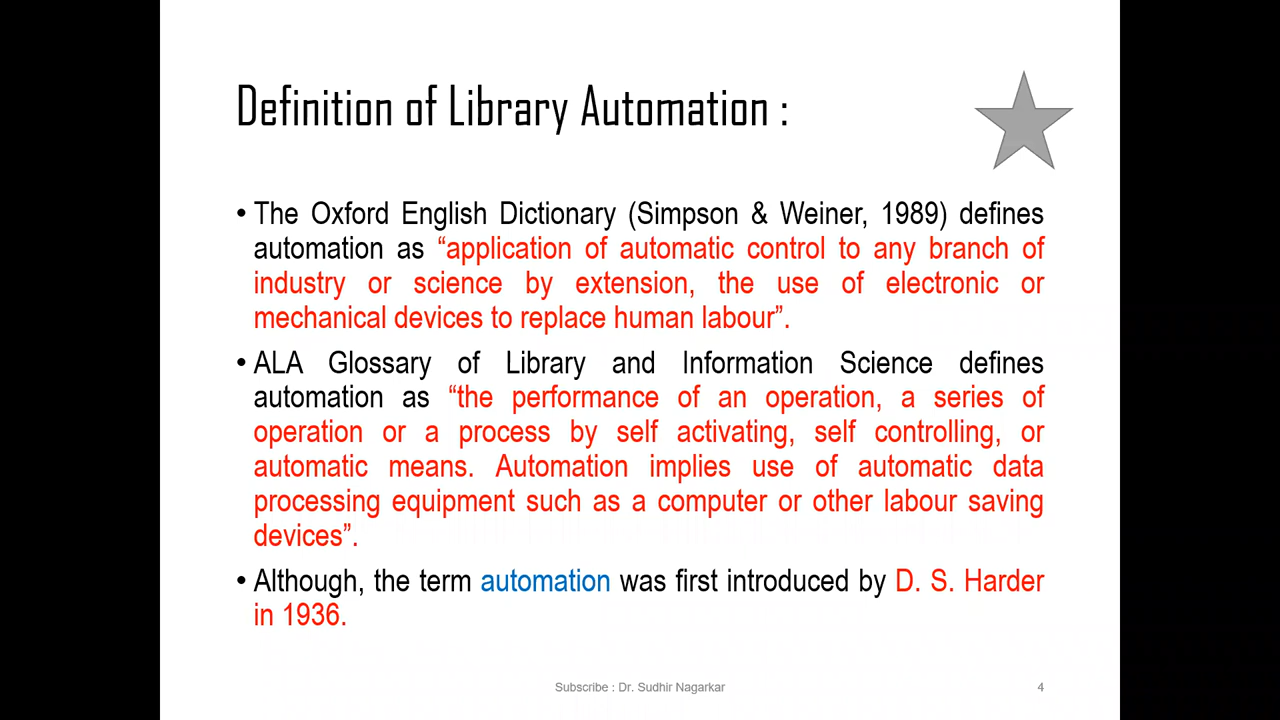 Definition of Library Automation :
• The Oxford English Dictionary (Simpson & Weiner, 1989) defines
automation as “application of automatic control to any branch of
industry or science by extension, the use of electronic or
mechanical devices to replace human labour”.
• ALA Glossary of Library and Information Science defines
automation as “the performance of an operation, a series of
operation or a process by self activating, self controlling, or
automatic means. Automation implies use of automatic data
processing equipment such as a computer or other labour saving
devices”.
• Although, the term automation was first introduced by D. S. Harder
in 1936.
Subscribe : Dr. Sudhir Nagarkar
4